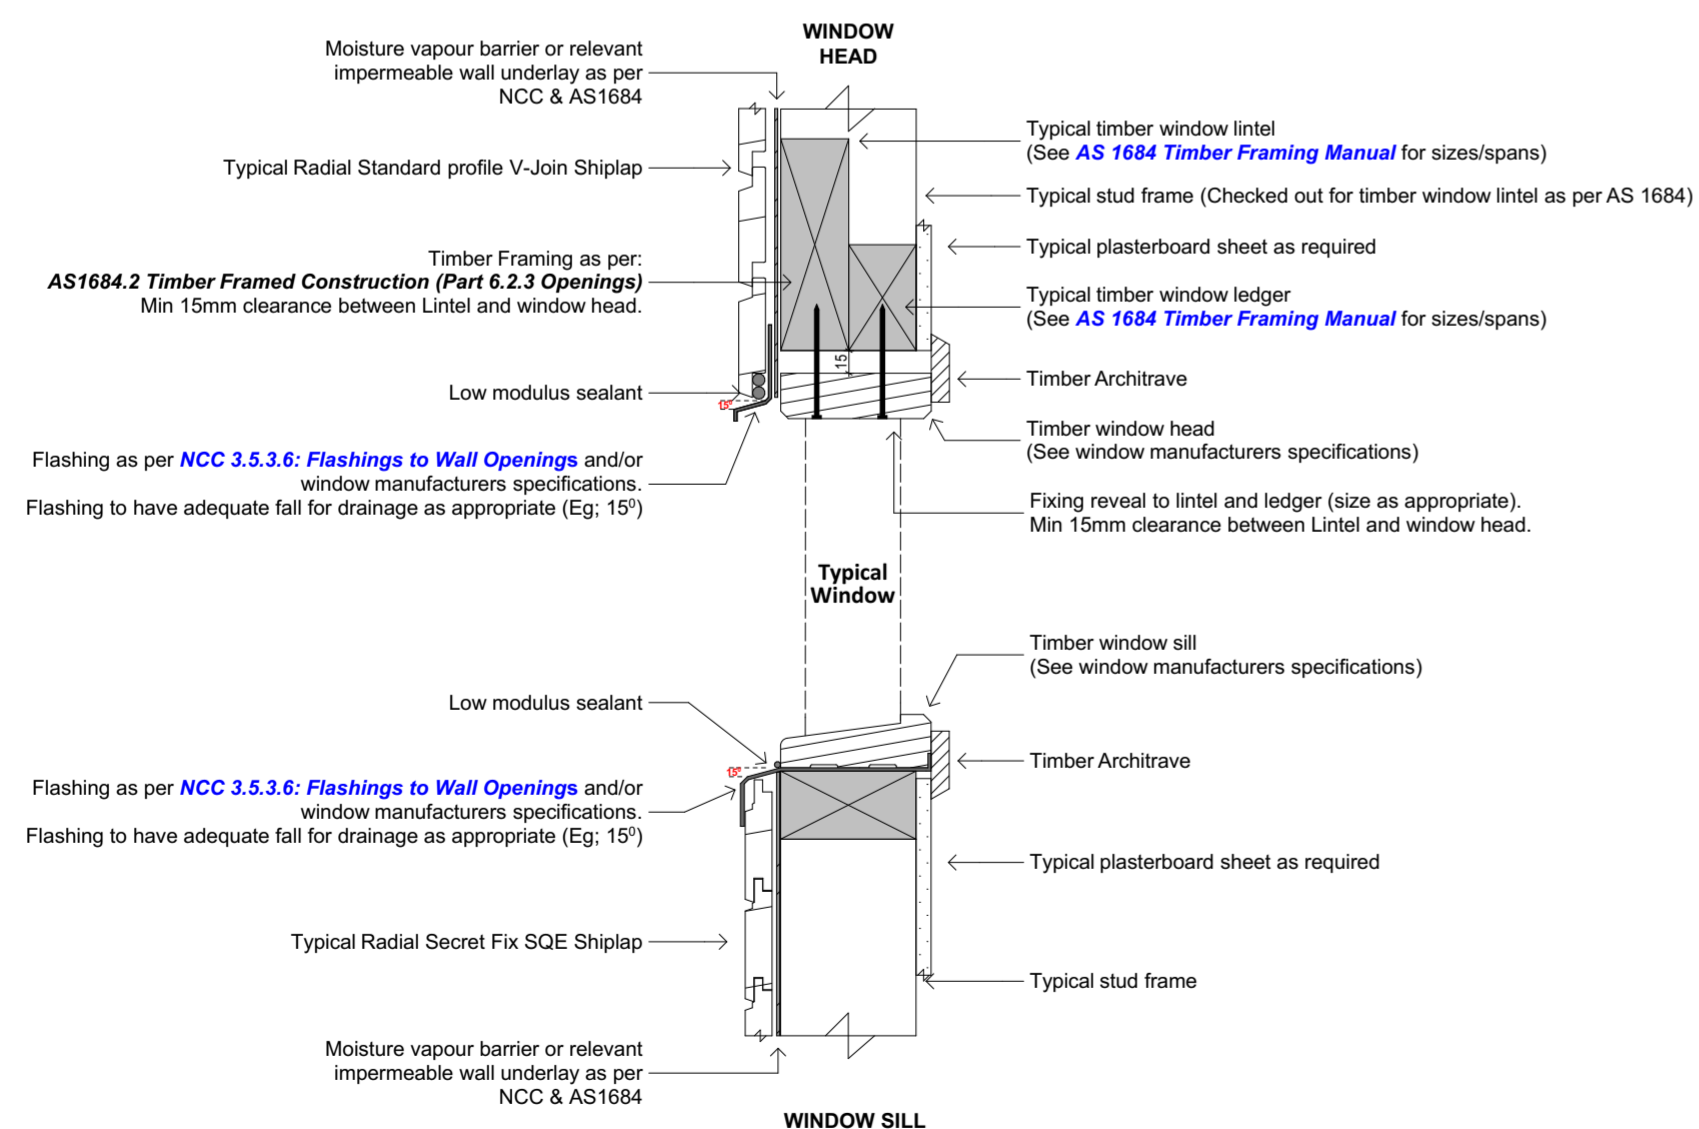 WINDOW
HEAD
Moisture vapour barrier or relevant
impermeable wall underlay as per
NCC & AS1684
Typical Radial Standard profile V-Join Shiplap
Timber Framing as per:
AS1684.2 Timber Framed Construction (Part 6.2.3 Openings)
Min 15mm clearance between Lintel and window head.
Low modulus sealant
15⁰
Flashing as per NCC 3.5.3.6: Flashings to Wall Openings and/or
window manufacturers specifications.
Flashing to have adequate fall for drainage as appropriate (Eg; 15⁰)
Typical timber window lintel
(See AS 1684 Timber Framing Manual for sizes/spans)
Typical stud frame (Checked out for timber window lintel as per AS 1684)
Typical plasterboard sheet as required
Typical timber window ledger
(See AS 1684 Timber Framing Manual for sizes/spans)
15
Timber Architrave
Timber window head
(See window manufacturers specifications)
Fixing reveal to lintel and ledger (size as appropriate).
Min 15mm clearance between Lintel and window head.
Typical
Window
Low modulus sealant
15⁰
Flashing as per NCC 3.5.3.6: Flashings to Wall Openings and/or
window manufacturers specifications.
Flashing to have adequate fall for drainage as appropriate (Eg; 15⁰)
Typical Radial Secret Fix SQE Shiplap
Moisture vapour barrier or relevant
impermeable wall underlay as per
NCC & AS1684
Timber window sill
(See window manufacturers specifications)
Timber Architrave
Typical plasterboard sheet as required
Typical stud frame
WINDOW SILL